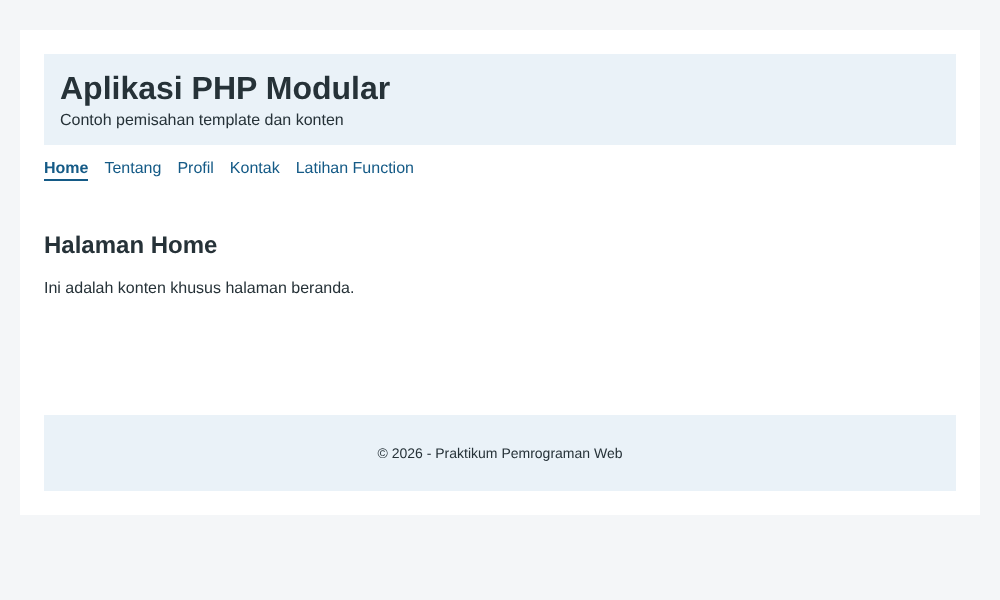 Aplikasi PHP Modular
Contoh pemisahan template dan konten
Home Tentang Profil Kontak Latihan Function
Halaman Home
Ini adalah konten khusus halaman beranda.
© 2026 - Praktikum Pemrograman Web